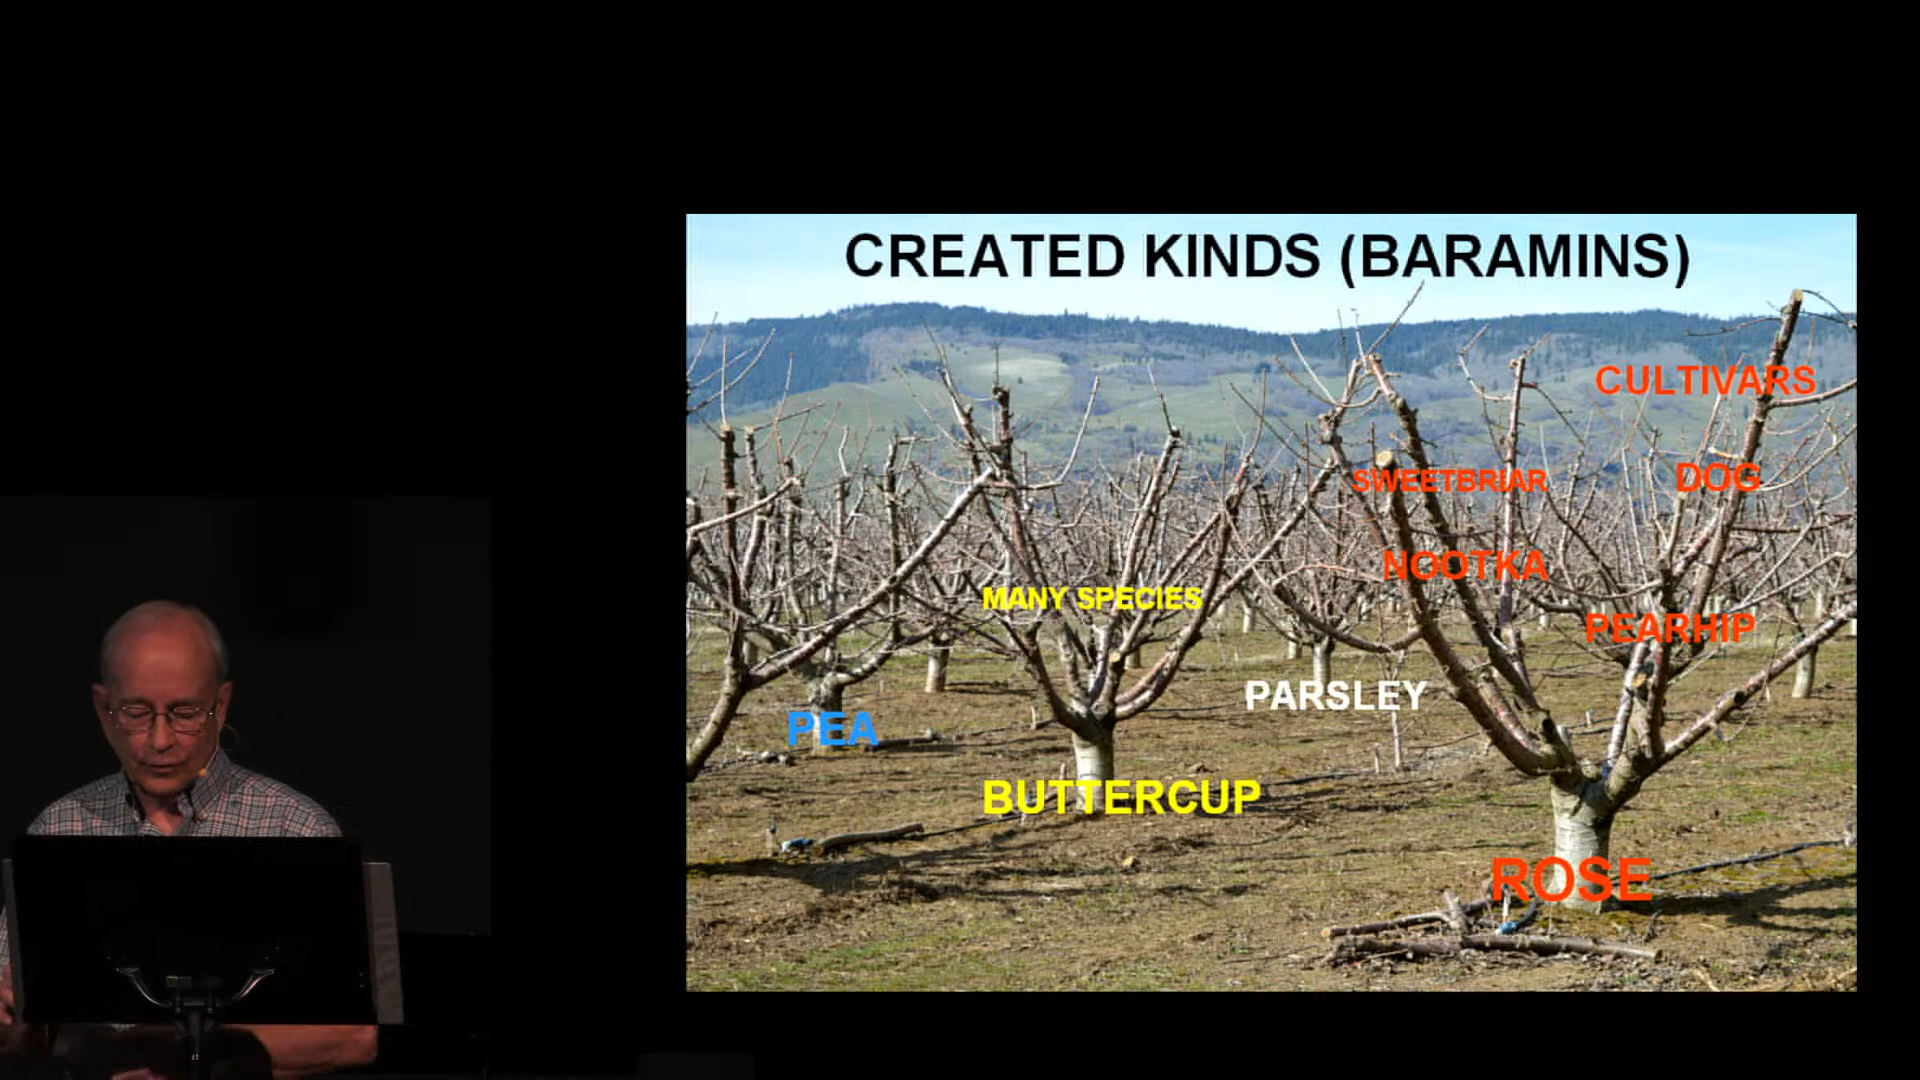 CREATED KINDS (BARAMINS)
CULTIVARS
SWEETBRIAR
DOG
NOOTKA
MANY SPECIES
PEARHIP
PARSLEY
PEA
BUTTERCUP
ROSE